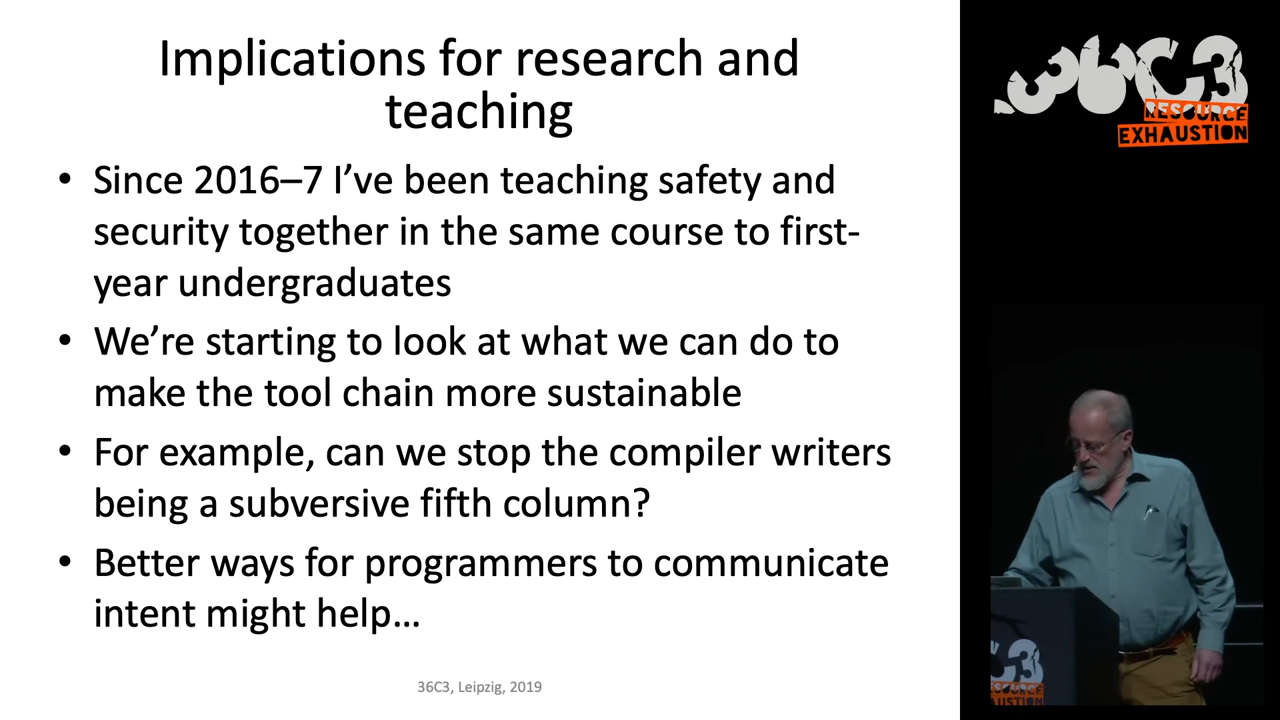 Implications for research and
teaching
• Since 2016–7 I’ve been teaching safety and
security together in the same course to first-
year undergraduates
• We’re starting to look at what we can do to
make the tool chain more sustainable
• For example, can we stop the compiler writers
being a subversive fifth column?
• Better ways for programmers to communicate
intent might help…
36C3, Leipzig, 2019
36C3
RESOURCE
EXHAUSTION
C3
RESOURCE
EXHAUSTION